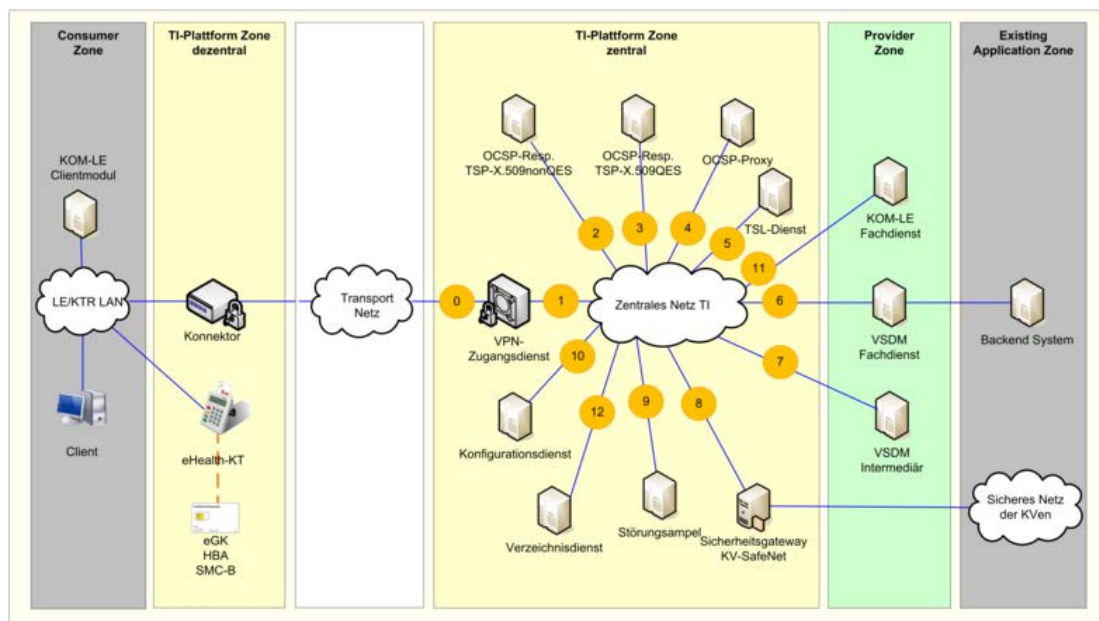 Consumer
Zone
TI-Plattform Zone
dezentral
TI-Plattform Zone
zentral
Provider
Zone
Existing
Application Zone
KOM-LE
Clientmodul
LE/KTR LAN
Client
Konnektor
eHealth-KT
eGK
HBA
SMC-B
Transport
Netz
0
VPN-
Zugangsdienst
1
OCSP-Resp.
TSP-X.509nonQES
OCSP-Resp.
TSP-X.509QES
OCSP-Proxy
TSL-Dienst
2
3
4
5
11
6
Zentrales Netz TI
10
12
9
8
7
Konfigurationsdienst
Verzeichnisdienst
Störungsampel
Sicherheitsgateway
KV-SafeNet
KOM-LE
Fachdienst
VSDM
Fachdienst
VSDM
Intermediär
Backend System
Sicheres Netz
der KVen